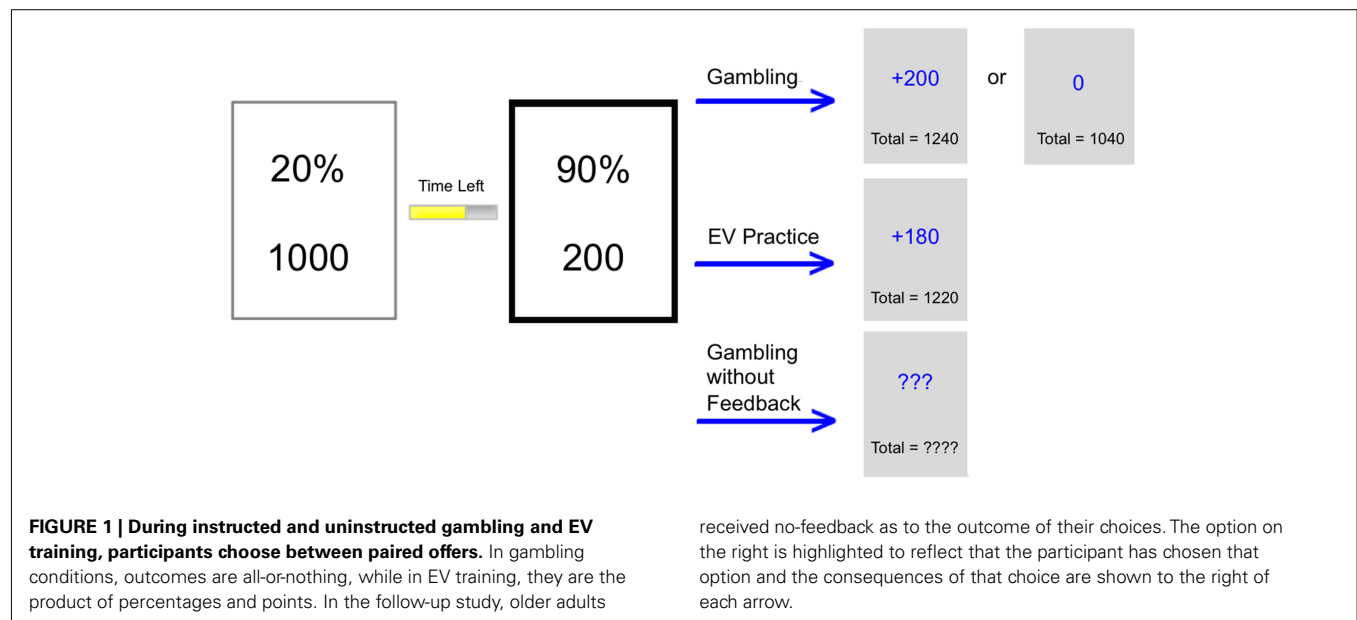 20%
1000
Time Left
90%
200
Gambling
+200
Total = 1240
or
0
Total = 1040
EV Practice
+180
Total = 1220
Gambling
without
Feedback
???
Total = ????
FIGURE 1 | During instructed and uninstructed gambling and EV
training, participants choose between paired offers. In gambling
conditions, outcomes are all-or-nothing, while in EV training, they are the
product of percentages and points. In the follow-up study, older adults
received no-feedback as to the outcome of their choices. The option on
the right is highlighted to reflect that the participant has chosen that
option and the consequences of that choice are shown to the right of
each arrow.